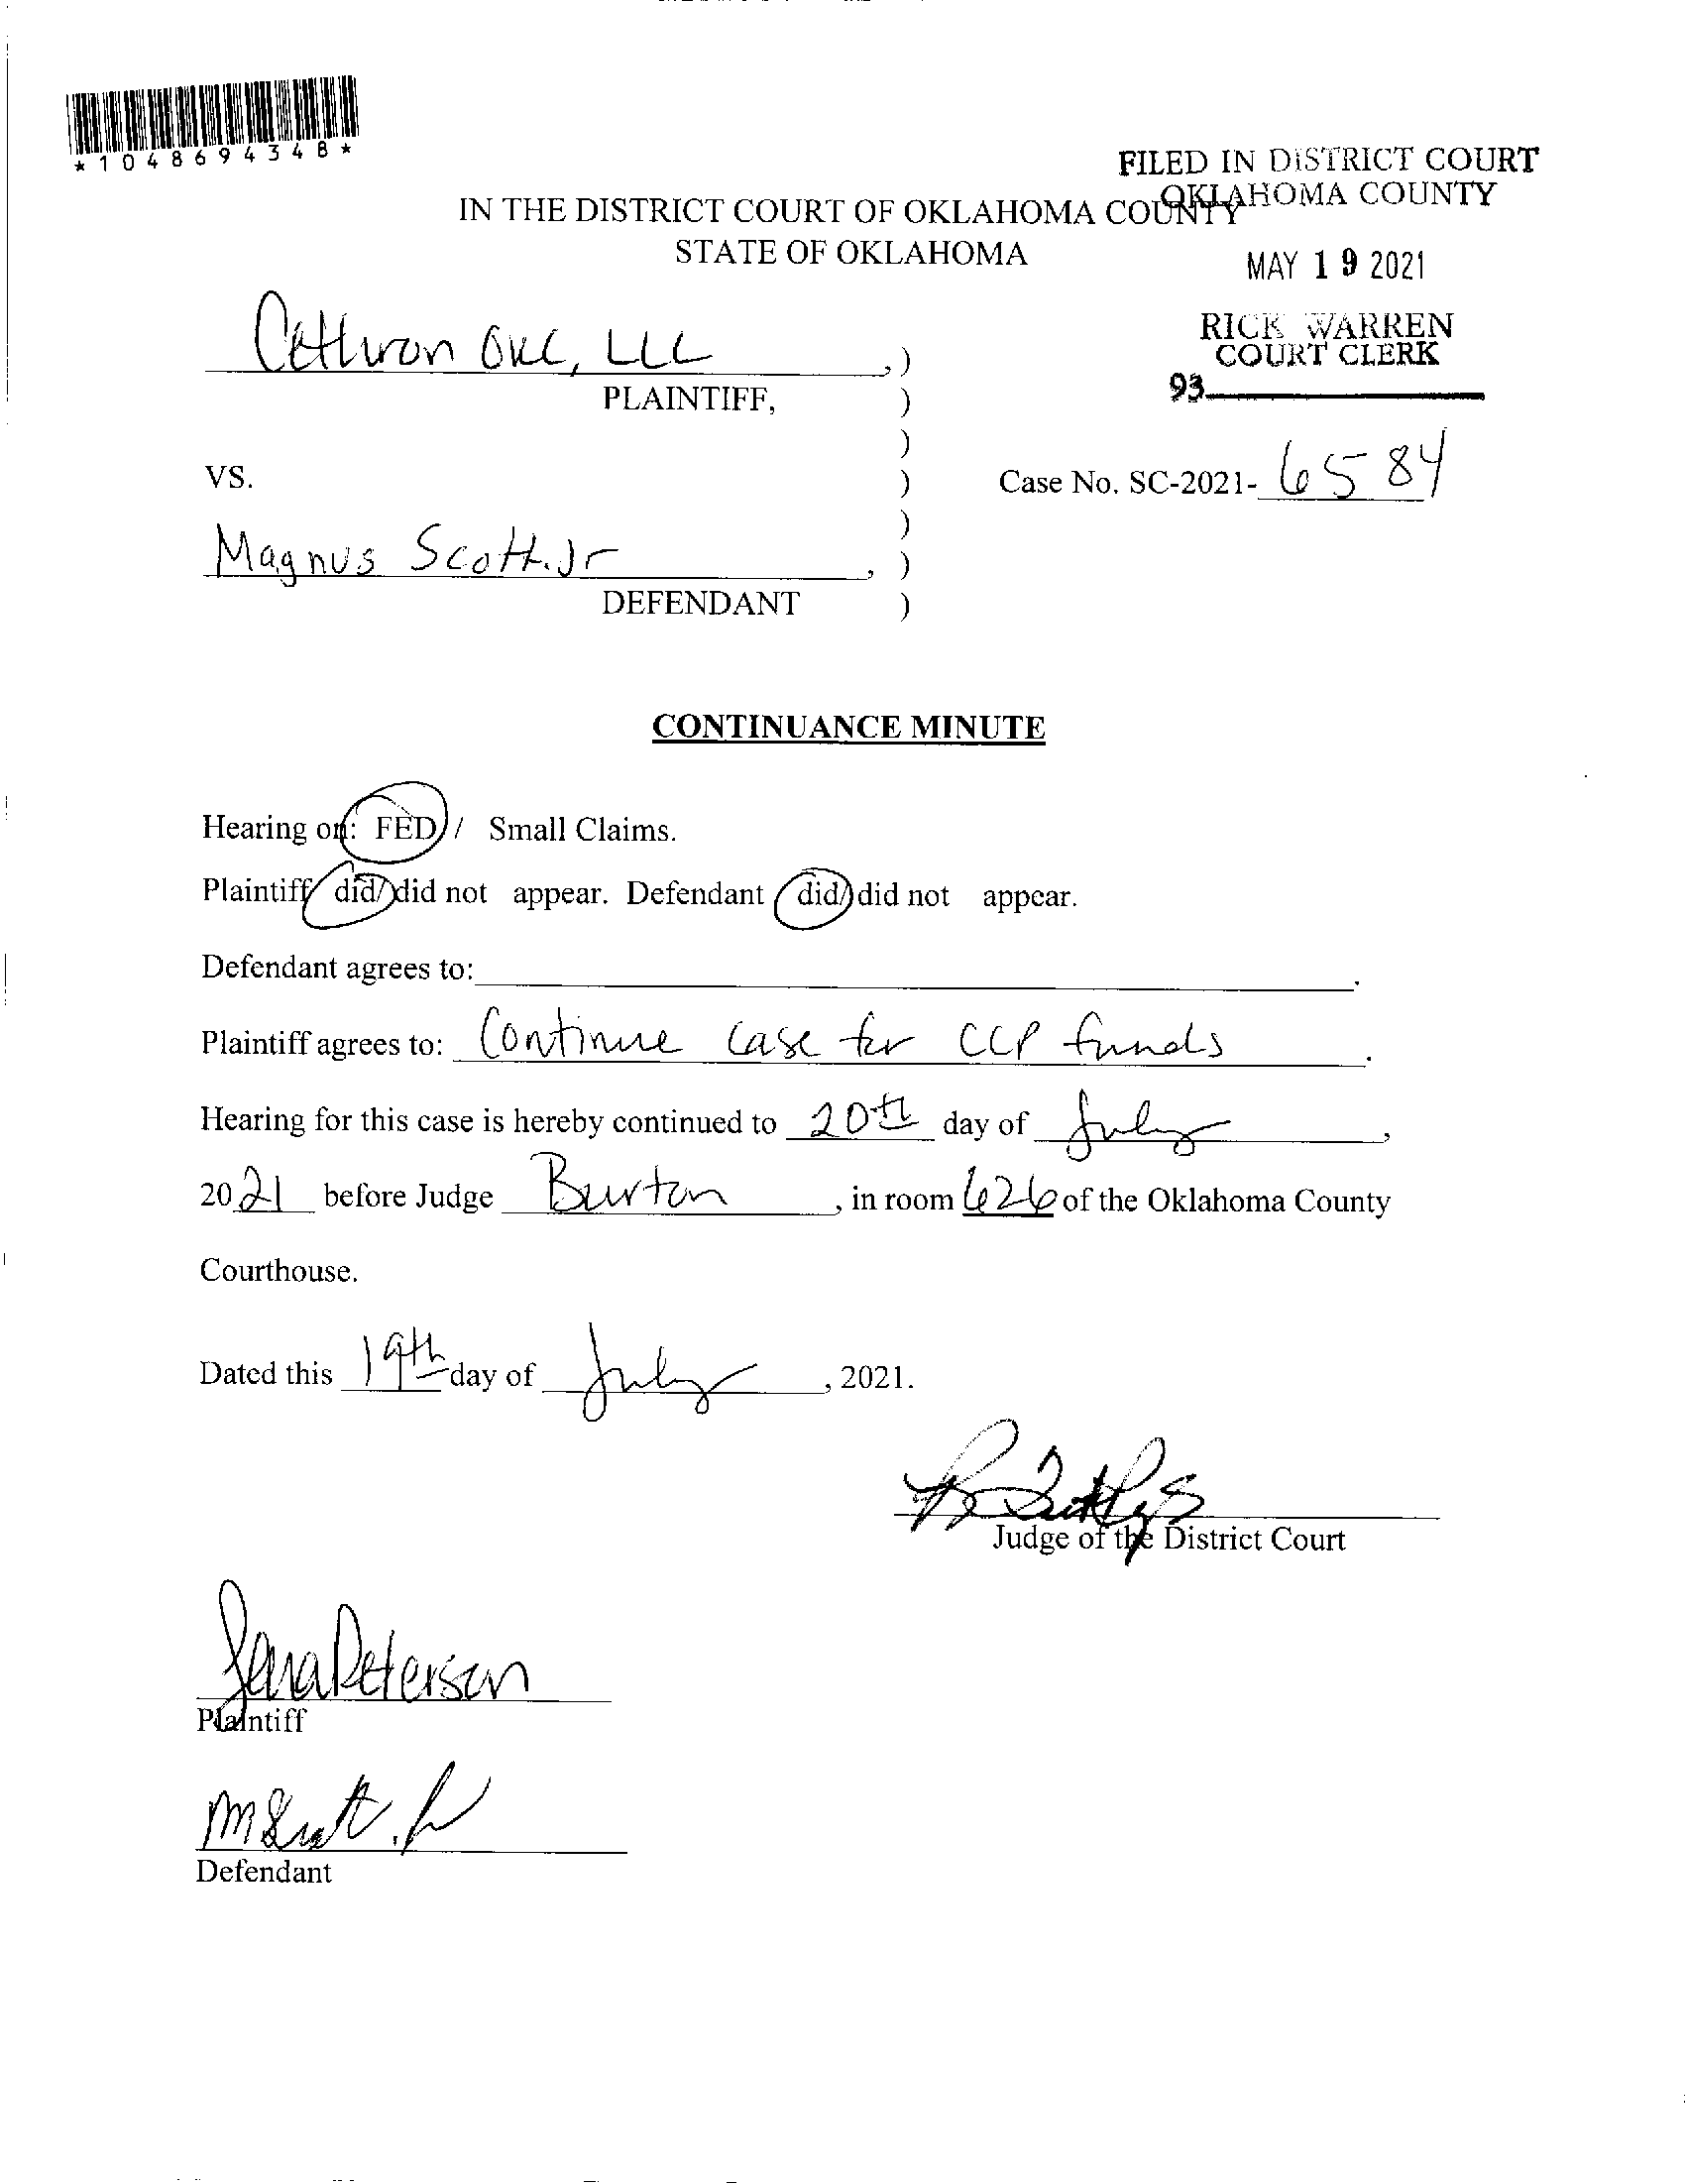 *1048694348*
FILED IN DISTRICT COURT
OKLAHOMA COUNTY
IN THE DISTRICT COURT OF OKLAHOMA COUNTY
STATE OF OKLAHOMA
MAY 19 2021
RICK WARREN
COURT CLERK
93
OKC, LLC , )
PLAINTIFF, )
)
VS. )
Case No. SC-2021-6584
)
Magnus Scott.Jr , )
DEFENDANT )
CONTINUANCE MINUTE
Hearing on: FED / Small Claims.
Plaintiff did/did not appear. Defendant did/did not appear.
Defendant agrees to: .
Plaintiff agrees to: Continue case for CCP funds .
Hearing for this case is hereby continued to 20th day of July ,
2021 before Judge Burton , in room 626 of the Oklahoma County
Courthouse.
Dated this 19th day of July , 2021.
Judge of the District Court
Peterson
Plaintiff
Defendant